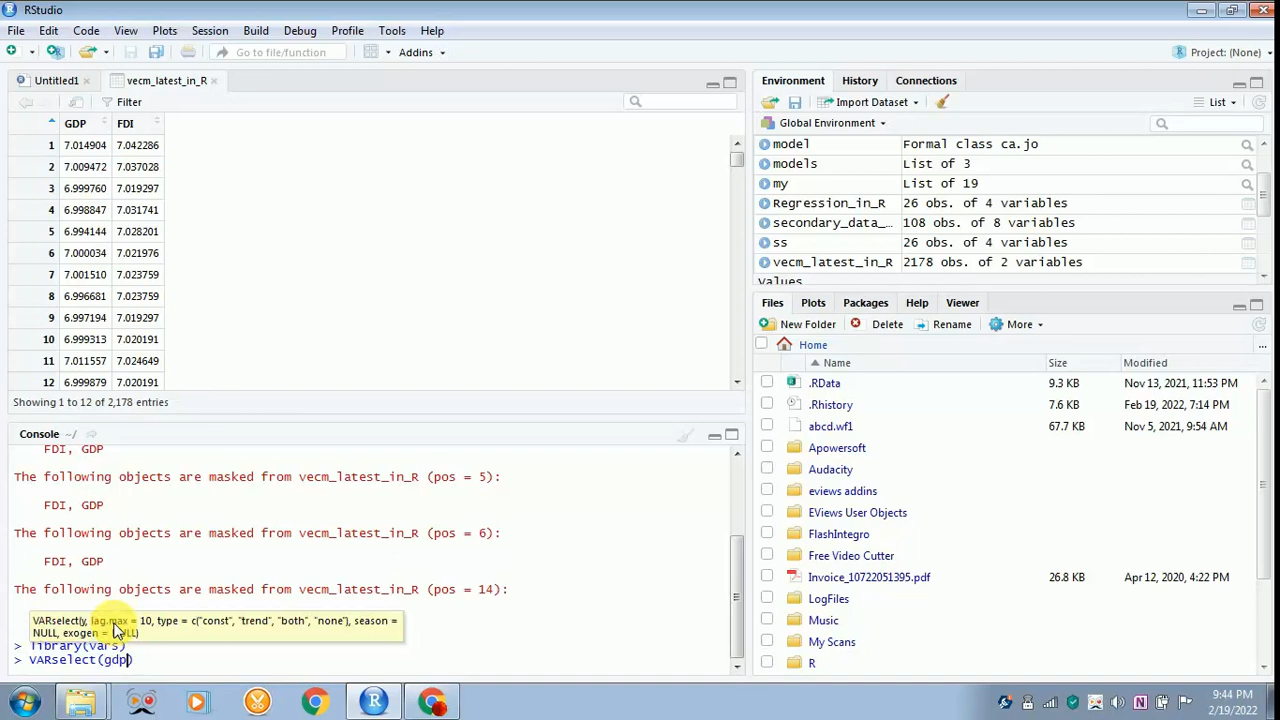 RStudio
File Edit Code View Plots Session Build Debug Profile Tools Help
Go to file/function Addins Project: (None)
Untitled1 vecm_latest_in_R
Filter
GDP FDI
1 7.014904 7.042286
2 7.009472 7.037028
3 6.999760 7.019297
4 6.998847 7.031741
5 6.994144 7.028201
6 7.000034 7.021976
7 7.001510 7.023759
8 6.996681 7.023759
9 6.997194 7.019297
10 6.999313 7.020191
11 7.011557 7.024649
12 6.999879 7.020191
Showing 1 to 12 of 2,178 entries
Console ~/
FDI, GDP
The following objects are masked from vecm_latest_in_R (pos = 5):
FDI, GDP
The following objects are masked from vecm_latest_in_R (pos = 6):
FDI, GDP
The following objects are masked from vecm_latest_in_R (pos = 14):
VARselect(y, lag.max = 10, type = c("const", "trend", "both", "none"), season =
NULL, exogen = NULL)
> library(vars)
> VARselect(gdp)
Environment History Connections
Import Dataset List
Global Environment
model Formal class ca.jo
models List of 3
my List of 19
Regression_in_R 26 obs. of 4 variables
secondary_data_… 108 obs. of 8 variables
ss 26 obs. of 4 variables
vecm_latest_in_R 2178 obs. of 2 variables
Values
Files Plots Packages Help Viewer
New Folder Delete Rename More
Home ...
Name Size Modified
.RData 9.3 KB Nov 13, 2021, 11:53 PM
.Rhistory 7.6 KB Feb 19, 2022, 7:14 PM
abcd.wf1 67.7 KB Nov 5, 2021, 9:54 AM
Apowersoft
Audacity
eviews addins
EViews User Objects
FlashIntegro
Free Video Cutter
Invoice_10722051395.pdf 26.8 KB Apr 12, 2020, 4:22 PM
LogFiles
Music
My Scans
R
9:44 PM
2/19/2022